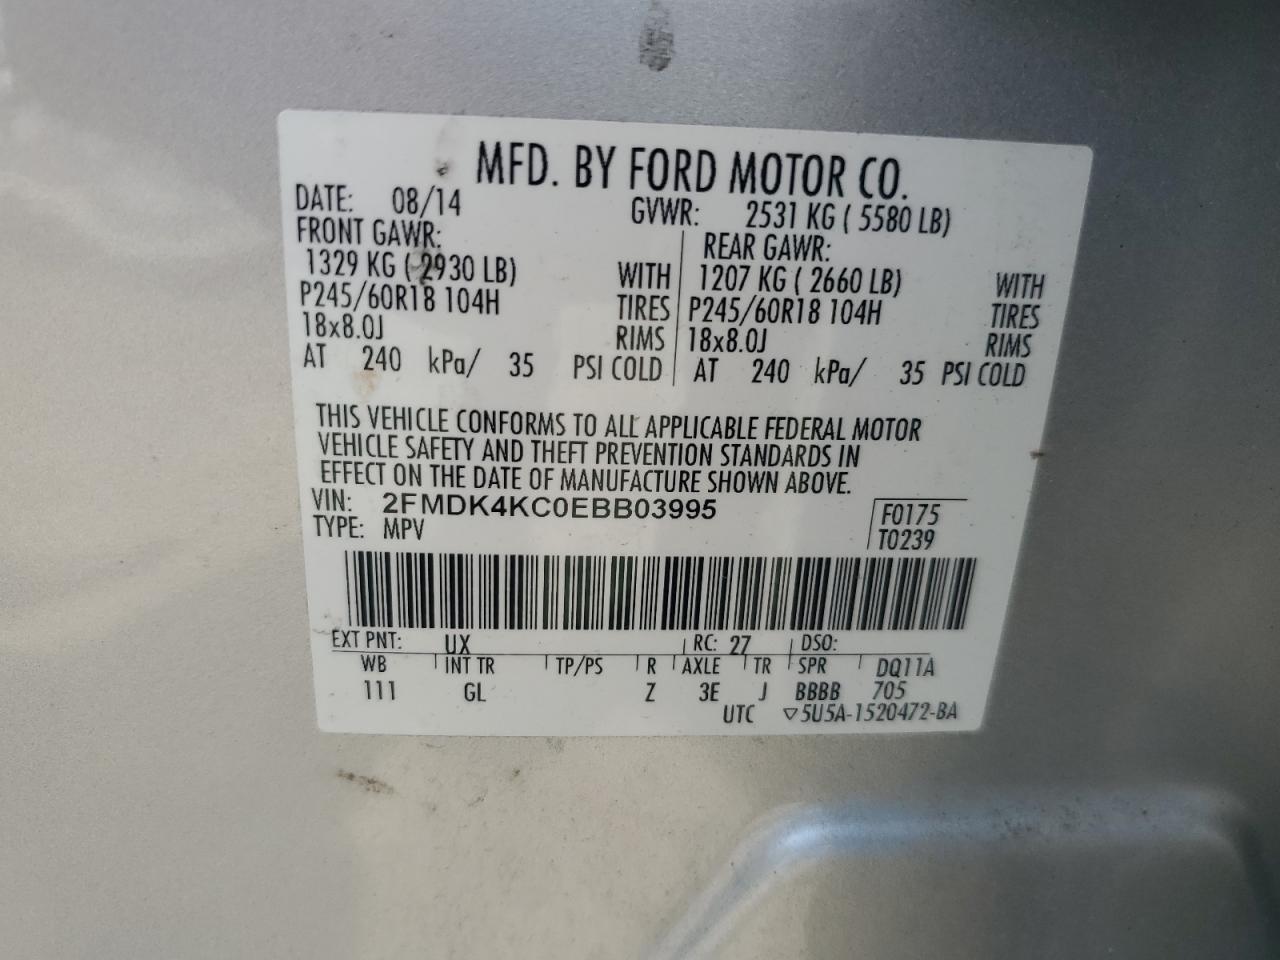 MFD. BY FORD MOTOR CO.
DATE: 08/14 GVWR: 2531 KG ( 5580 LB)
FRONT GAWR: REAR GAWR:
1329 KG ( 2930 LB) WITH 1207 KG ( 2660 LB) WITH
P245/60R18 104H TIRES P245/60R18 104H TIRES
18x8.0J RIMS 18x8.0J RIMS
AT 240 kPa/ 35 PSI COLD AT 240 kPa/ 35 PSI COLD
THIS VEHICLE CONFORMS TO ALL APPLICABLE FEDERAL MOTOR
VEHICLE SAFETY AND THEFT PREVENTION STANDARDS IN
EFFECT ON THE DATE OF MANUFACTURE SHOWN ABOVE.
VIN: 2FMDK4KC0EBB03995 F0175
TYPE: MPV T0239
EXT PNT: UX RC: 27 DSO:
WB INT TR TP/PS R AXLE TR SPR DQ11A
111 GL Z 3E J BBBB 705
UTC ▽5U5A-1520472-BA